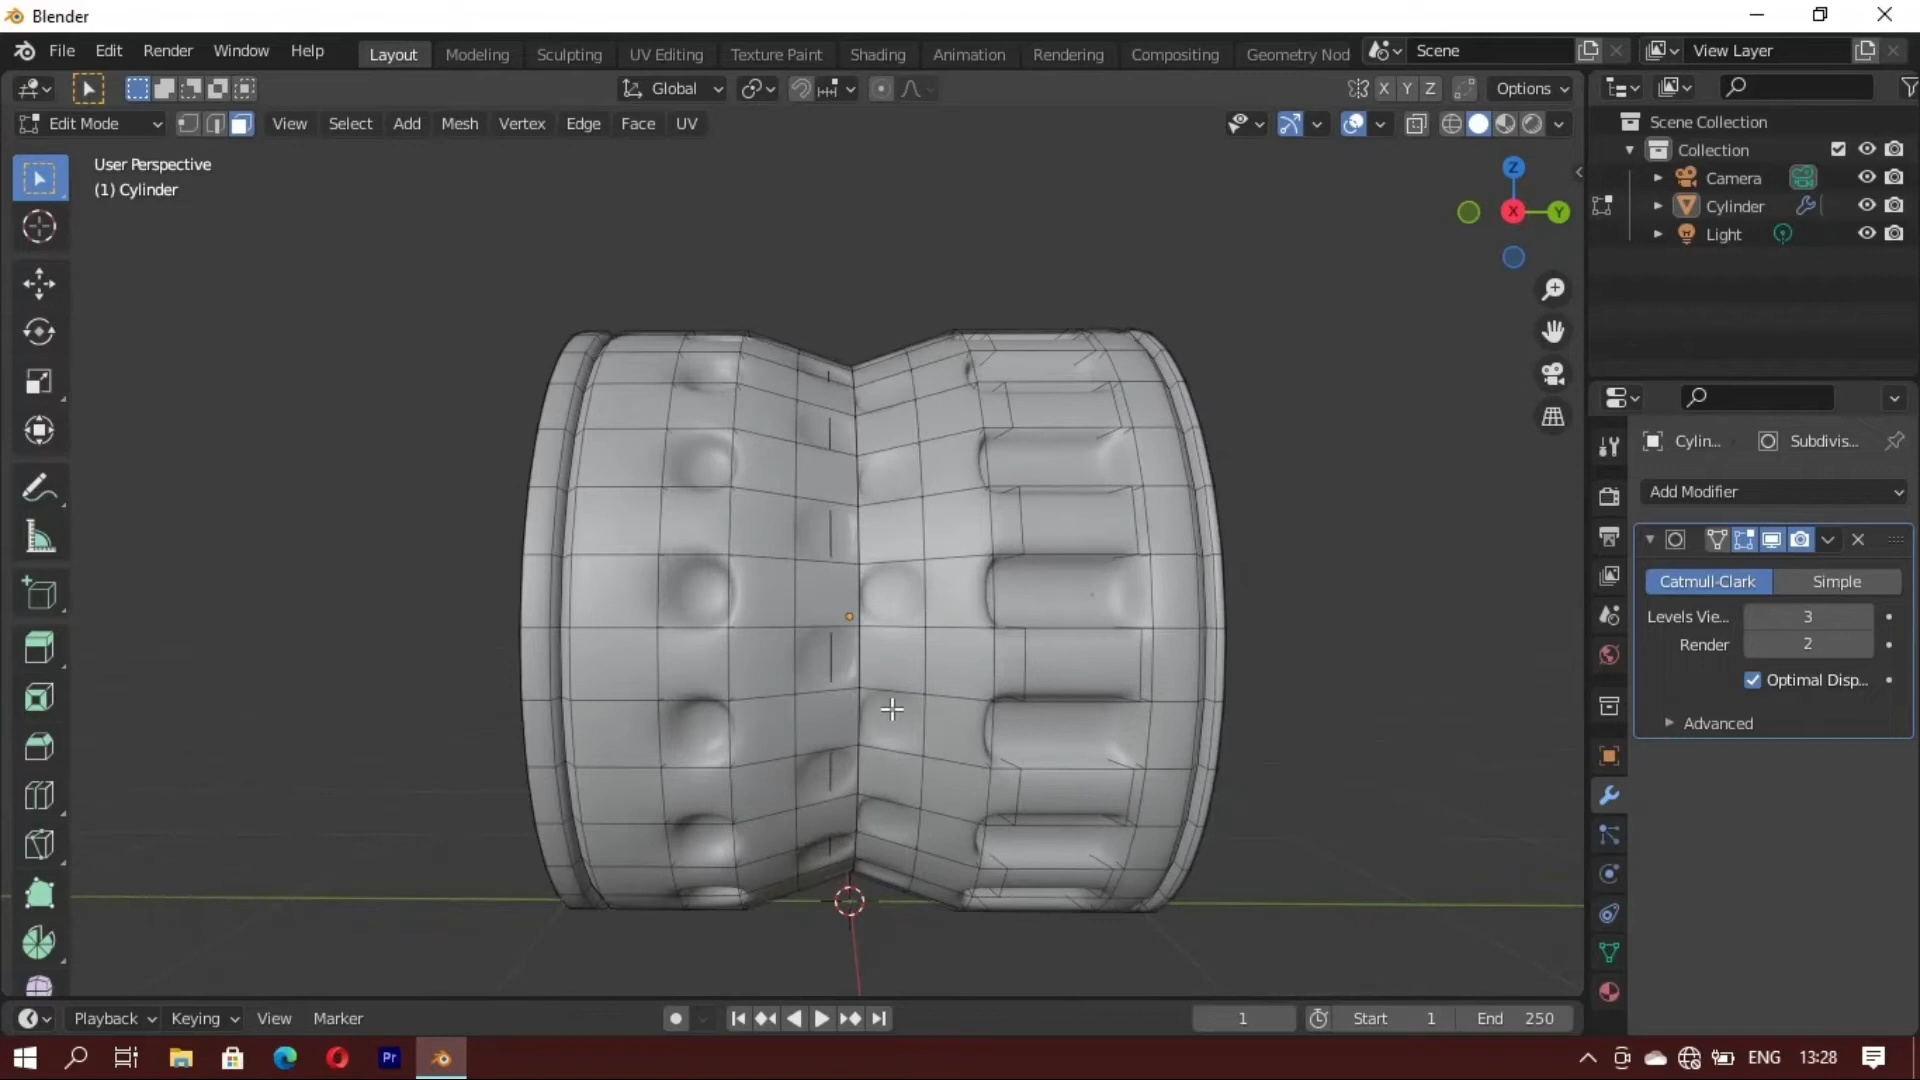 Blender
File Edit Render Window Help Layout Modeling Sculpting UV Editing Texture Paint Shading Animation Rendering Compositing Geometry Nod Scene View Layer
Global X Y Z Options
Edit Mode View Select Add Mesh Vertex Edge Face UV
Scene Collection
Collection
User Perspective
(1) Cylinder
Z
X
Y
Camera
Cylinder
Light
Cylin... Subdivis...
Add Modifier
Catmull-Clark Simple
Levels Vie... 3
Render 2
Optimal Disp...
Advanced
Playback Keying View Marker 1 Start 1 End 250
Pr ENG 13:28